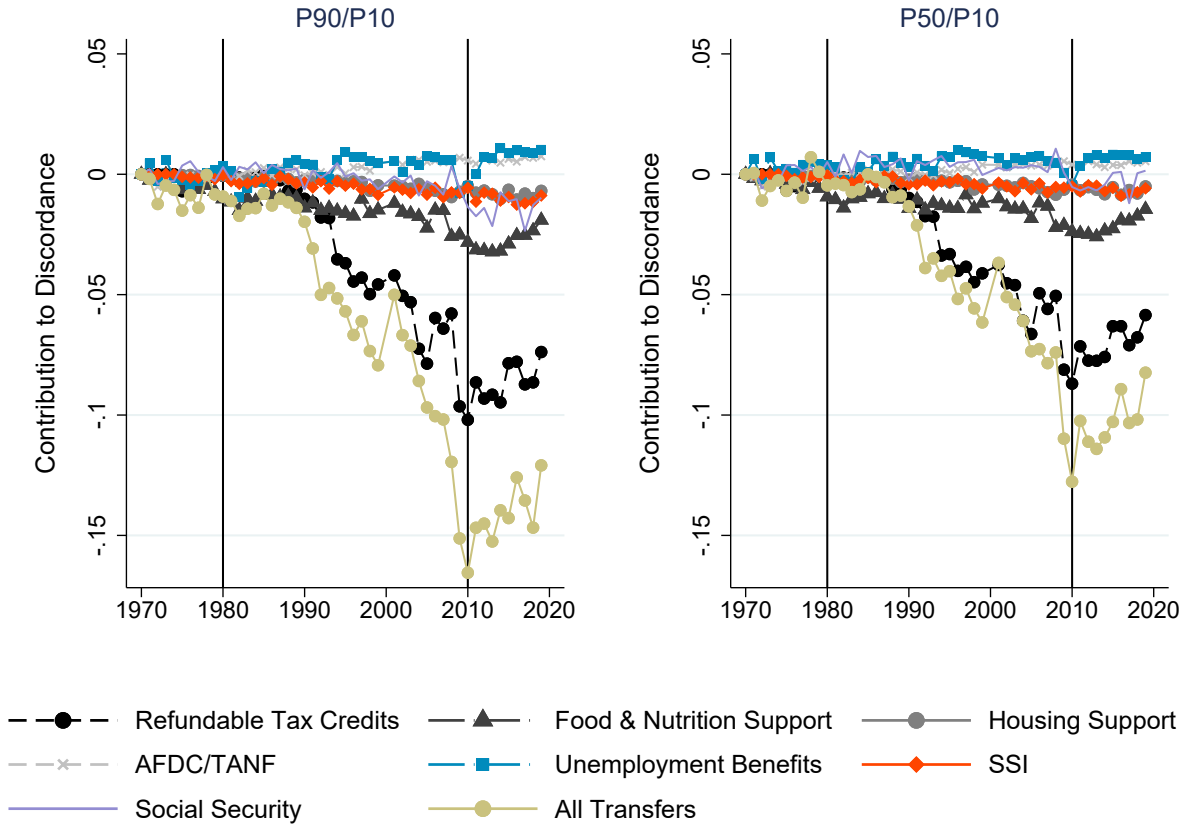 P90/P10
P50/P10
Contribution to Discordance
.05
0
-.05
-.1
-.15
1970 1980 1990 2000 2010 2020
Contribution to Discordance
.05
0
-.05
-.1
-.15
1970 1980 1990 2000 2010 2020
Refundable Tax Credits Food & Nutrition Support Housing Support
AFDC/TANF Unemployment Benefits SSI
Social Security All Transfers